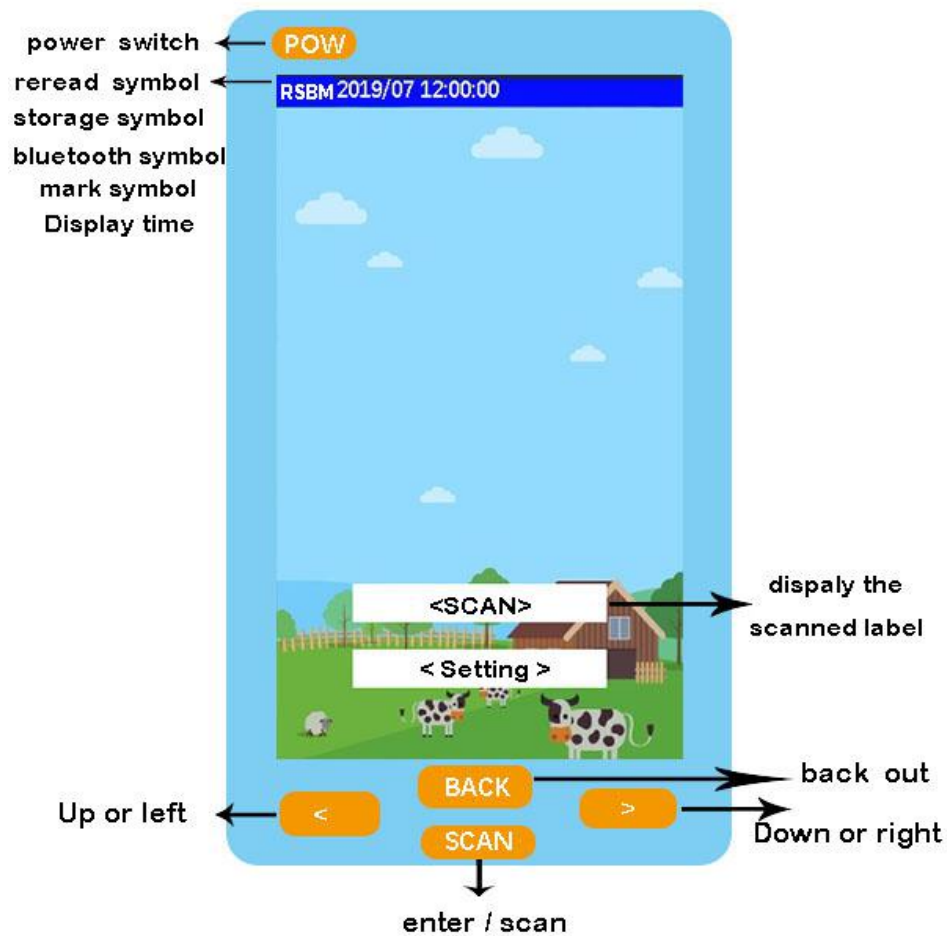 power switch
POW
reread symbol
RSBM 2019/07 12:00:00
storage symbol
bluetooth symbol
mark symbol
Display time
<SCAN>
dispaly the
scanned label
< Setting >
BACK
back out
Up or left
<
>
Down or right
SCAN
enter / scan